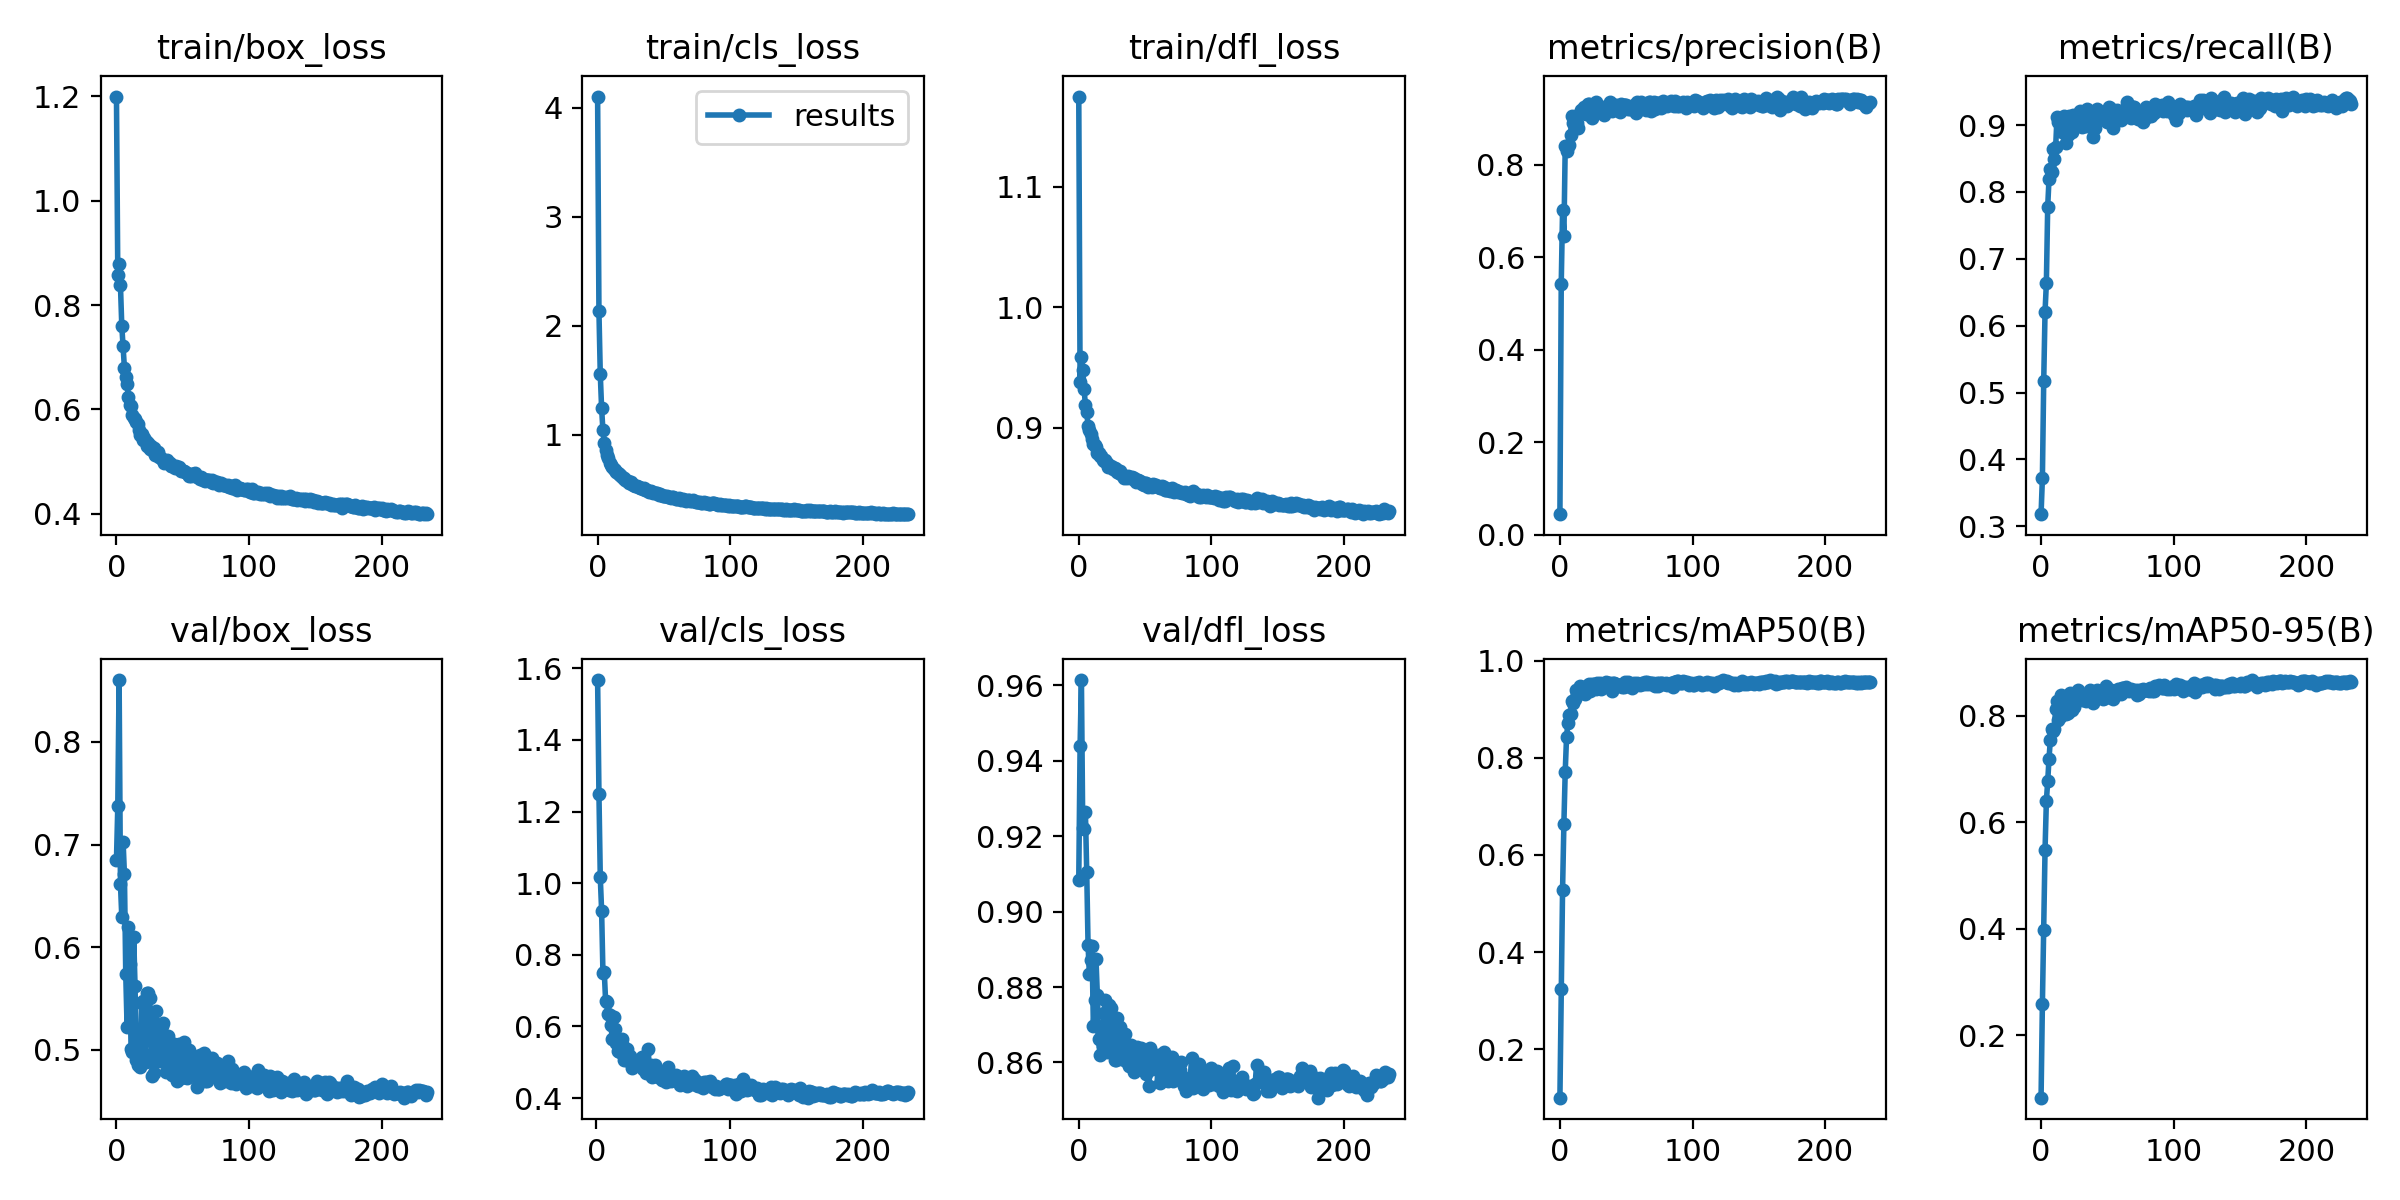 train/box_loss
1.2
1.0
0.8
0.6
0.4
0 100 200
train/cls_loss
results
4
3
2
1
0 100 200
train/dfl_loss
1.1
1.0
0.9
0 100 200
metrics/precision(B)
0.8
0.6
0.4
0.2
0.0
0 100 200
metrics/recall(B)
0.9
0.8
0.7
0.6
0.5
0.4
0.3
0 100 200
val/box_loss
0.8
0.7
0.6
0.5
0 100 200
val/cls_loss
1.6
1.4
1.2
1.0
0.8
0.6
0.4
0 100 200
val/dfl_loss
0.96
0.94
0.92
0.90
0.88
0.86
0 100 200
metrics/mAP50(B)
1.0
0.8
0.6
0.4
0.2
0 100 200
metrics/mAP50-95(B)
0.8
0.6
0.4
0.2
0 100 200